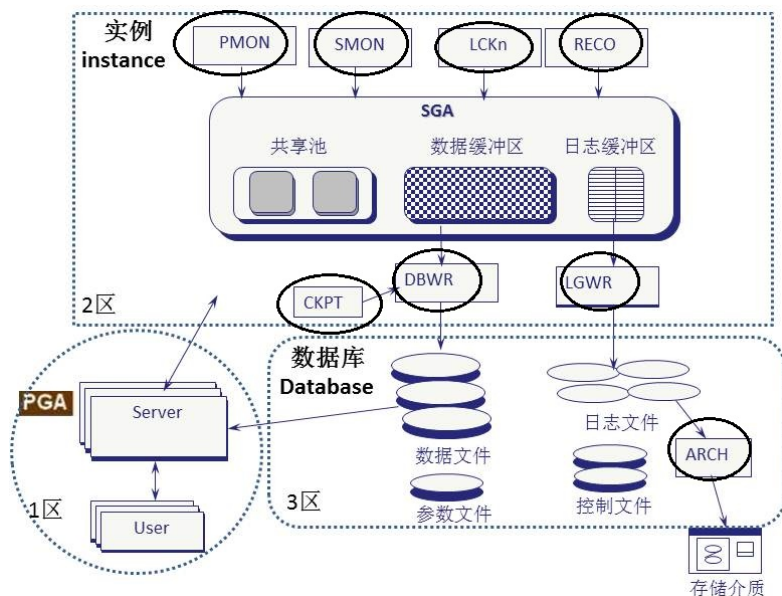 实例
instance
PMON
SMON
LCKn
RECO
SGA
共享池
数据缓冲区
日志缓冲区
CKPT
DBWR
LGWR
2区
数据库
Database
PGA
Server
User
1区
数据文件
参数文件
日志文件
控制文件
ARCH
3区
存储介质